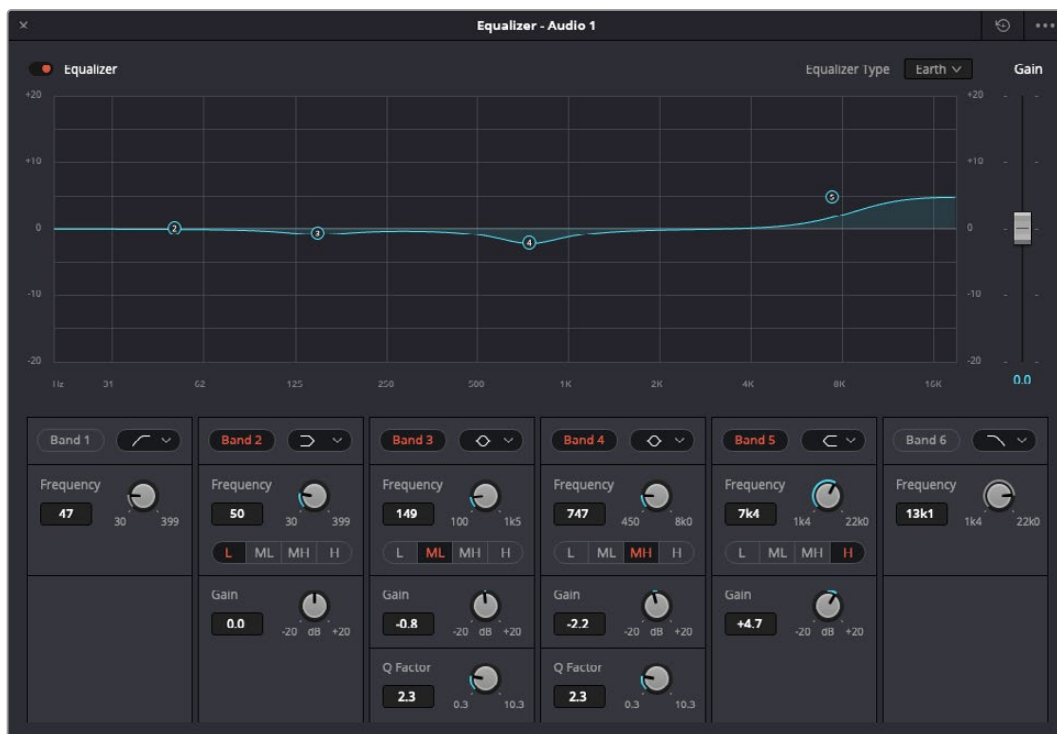 × Equalizer - Audio 1
Equalizer Equalizer Type Earth Gain
+20 +20
+10 +10
0 0
-10 -10
-20 -20
Hz 31 62 125 250 500 1K 2K 4K 8K 16K 0.0
Band 1 Band 2 Band 3 Band 4 Band 5 Band 6
2 3 4 5
Frequency Frequency Frequency Frequency Frequency Frequency
47 30 399 50 30 399 149 100 1k5 747 450 8k0 7k4 1k4 22k0 13k1 1k4 22k0
L ML MH H L ML MH H L ML MH H L ML MH H
Gain Gain Gain Gain
0.0 -20 dB +20 -0.8 -20 dB +20 -2.2 -20 dB +20 +4.7 -20 dB +20
Q Factor Q Factor
2.3 0.3 10.3 2.3 0.3 10.3